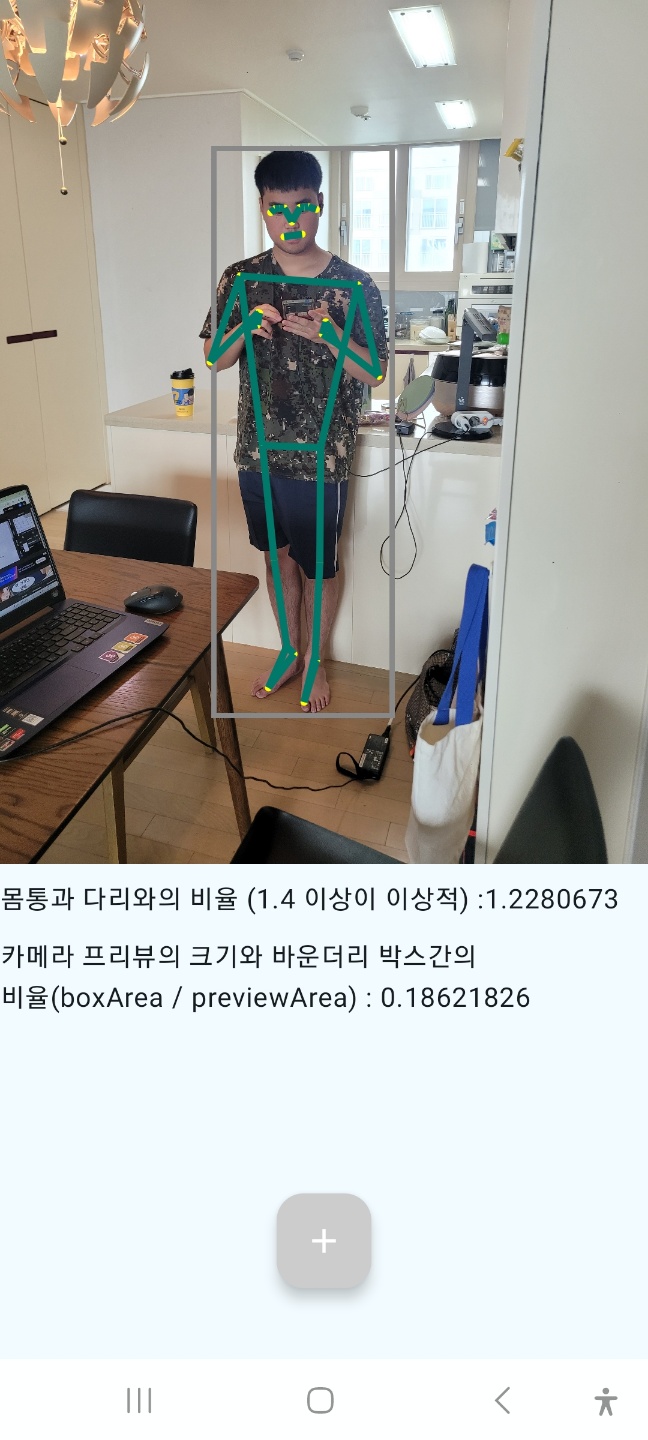 몸통과 다리와의 비율 (1.4 이상이 이상적) :1.2280673
카메라 프리뷰의 크기와 바운더리 박스간의
비율(boxArea / previewArea) : 0.18621826